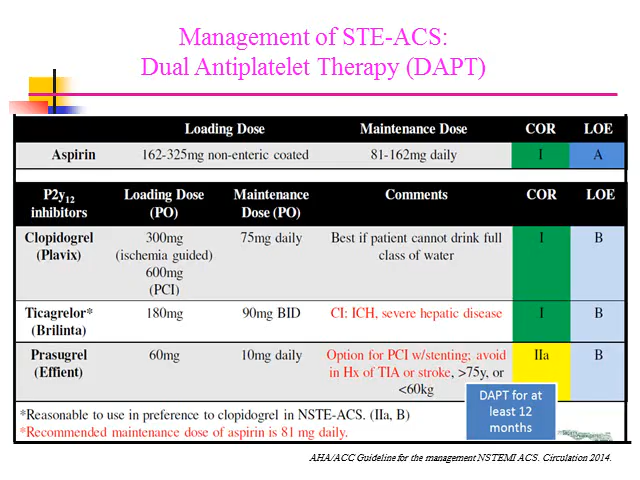 Management of STE-ACS:
Dual Antiplatelet Therapy (DAPT)
Loading Dose Maintenance Dose COR LOE
Aspirin 162-325mg non-enteric coated 81-162mg daily I A
P2y12 Loading Dose Maintenance Comments COR LOE
inhibitors (PO) Dose (PO)
Clopidogrel 300mg 75mg daily Best if patient cannot drink full I B
(Plavix) (ischemia guided) class of water
600mg
(PCI)
Ticagrelor* 180mg 90mg BID CI: ICH, severe hepatic disease I B
(Brilinta)
Prasugrel 60mg 10mg daily Option for PCI w/stenting; avoid IIa B
(Effient) in Hx of TIA or stroke, >75y, or
<60kg
DAPT for at
least 12
months
*Reasonable to use in preference to clopidogrel in NSTE-ACS. (IIa, B)
*Recommended maintenance dose of aspirin is 81 mg daily.
AHA/ACC Guideline for the management NSTEMI ACS. Circulation 2014.